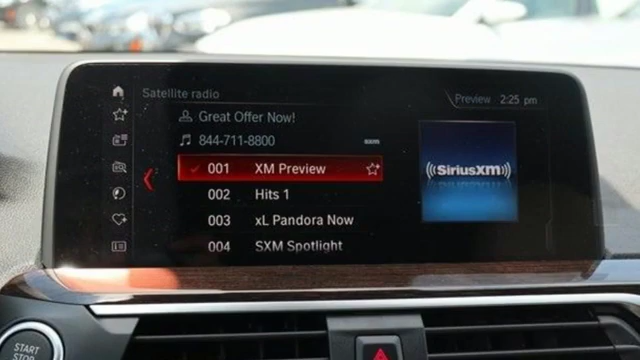 Satellite radio
Preview 2:25 pm
Great Offer Now!
844-711-8800
001 XM Preview
002 Hits 1
003 xL Pandora Now
004 SXM Spotlight
((SiriusXM))
START
STOP